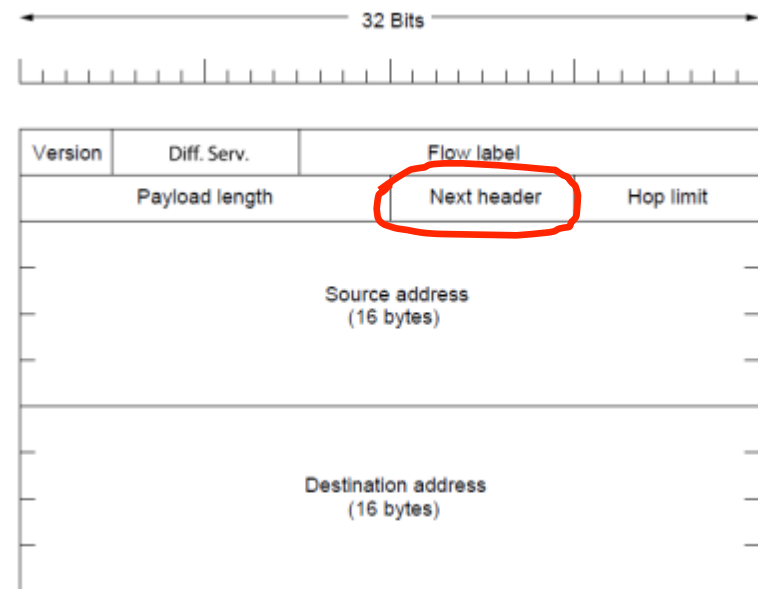 32 Bits
Version Diff. Serv. Flow label
Payload length Next header Hop limit
Source address
(16 bytes)
Destination address
(16 bytes)